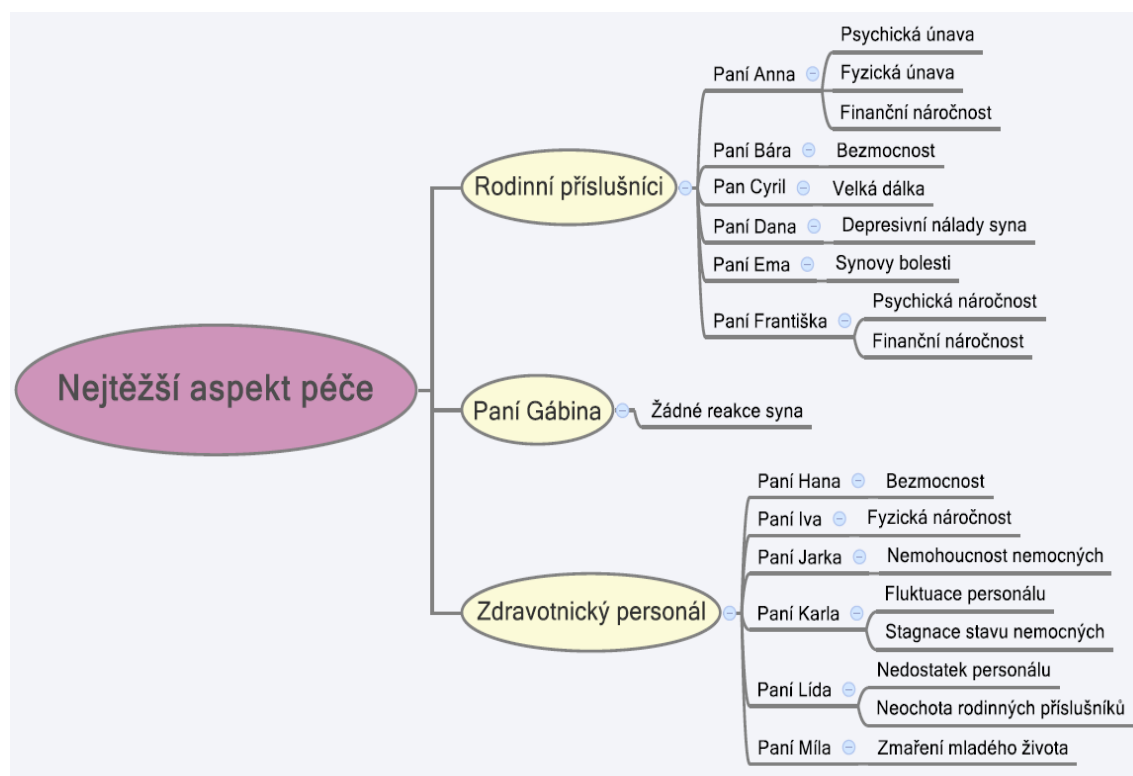 Nejtěžší aspekt péče
Rodinní příslušníci
Paní Anna
Psychická únava
Fyzická únava
Finanční náročnost
Paní Bára
Bezmocnost
Pan Cyril
Velká dálka
Paní Dana
Depresivní nálady syna
Paní Ema
Synovy bolesti
Paní Františka
Psychická náročnost
Finanční náročnost
Paní Gábina
Žádné reakce syna
Zdravotnický personál
Paní Hana
Bezmocnost
Paní Iva
Fyzická náročnost
Paní Jarka
Nemohoucnost nemocných
Paní Karla
Fluktuace personálu
Stagnace stavu nemocných
Paní Lída
Nedostatek personálu
Neochota rodinných příslušníků
Paní Míla
Zmaření mladého života